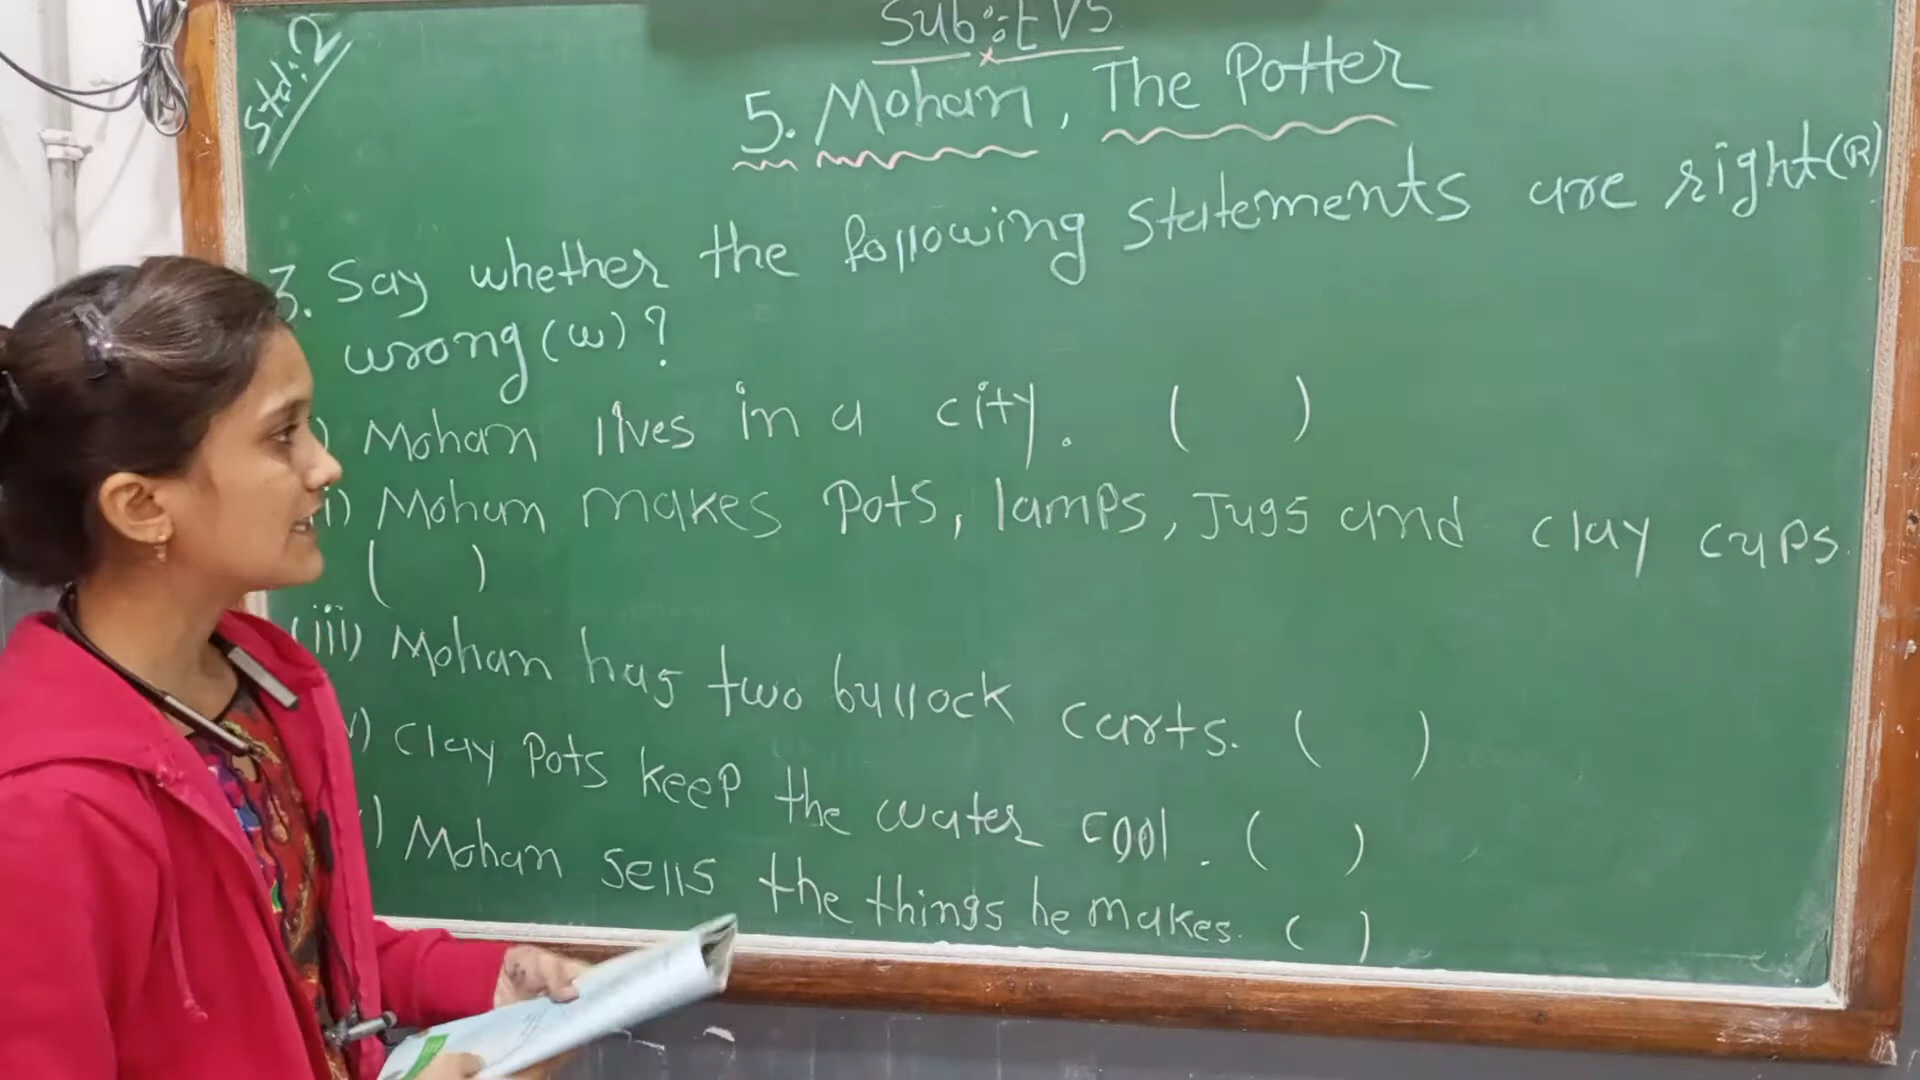 Std:2
Sub:EVS
5. Mohan, The Potter
3. Say whether the following statements are right(R)
wrong(w)?
) Mohan lives in a city. ( )
i) Mohan makes Pots, lamps, Jugs and clay cups.
( )
(iii) Mohan has two bullock carts. ( )
v) Clay Pots keep the water cool. ( )
) Mohan sells the things he makes. ( )